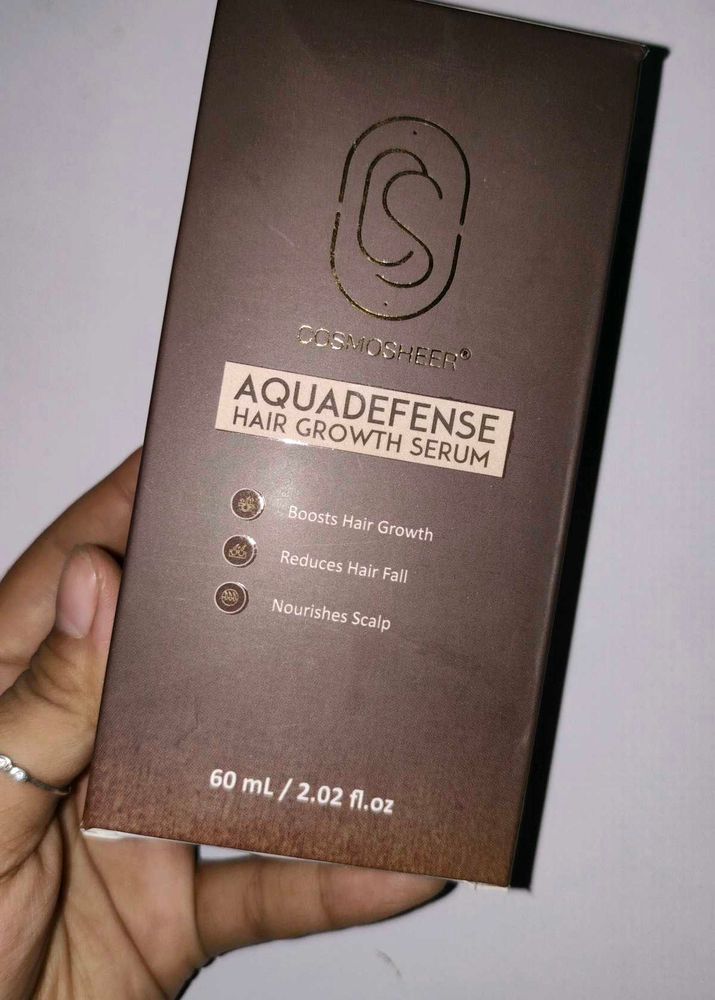 COSMOSHEER®
AQUADEFENSE
HAIR GROWTH SERUM
Boosts Hair Growth
Reduces Hair Fall
Nourishes Scalp
60 mL / 2.02 fl.oz